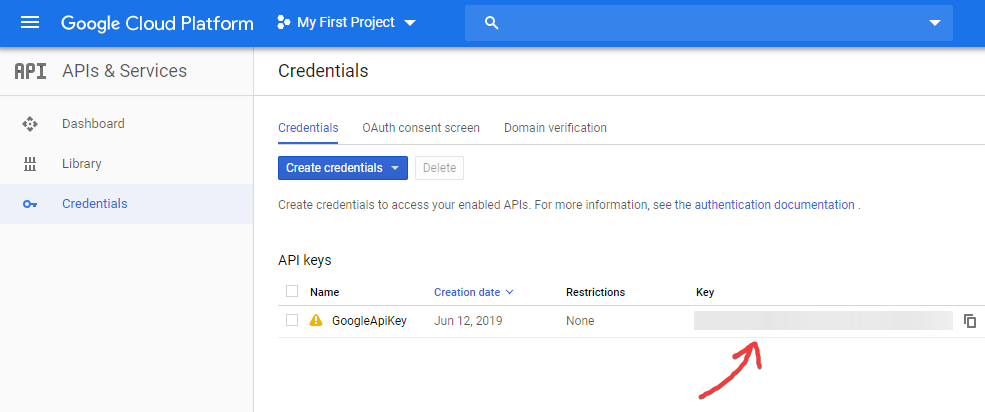 Google Cloud Platform My First Project
API APIs & Services
Credentials
Dashboard
Library
Credentials
Credentials OAuth consent screen Domain verification
Create credentials Delete
Create credentials to access your enabled APIs. For more information, see the authentication documentation .
API keys
Name Creation date Restrictions Key
GoogleApiKey Jun 12, 2019 None